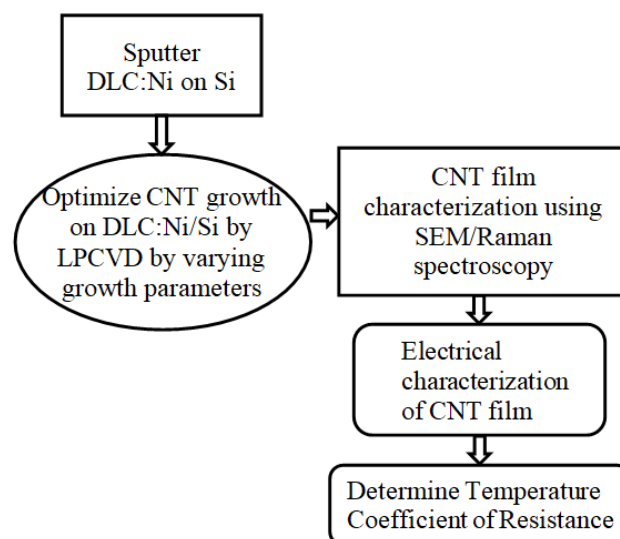 Sputter
DLC:Ni on Si
Optimize CNT growth
on DLC:Ni/Si by
LPCVD by varying
growth parameters
CNT film
characterization using
SEM/Raman
spectroscopy
Electrical
characterization
of CNT film
Determine Temperature
Coefficient of Resistance